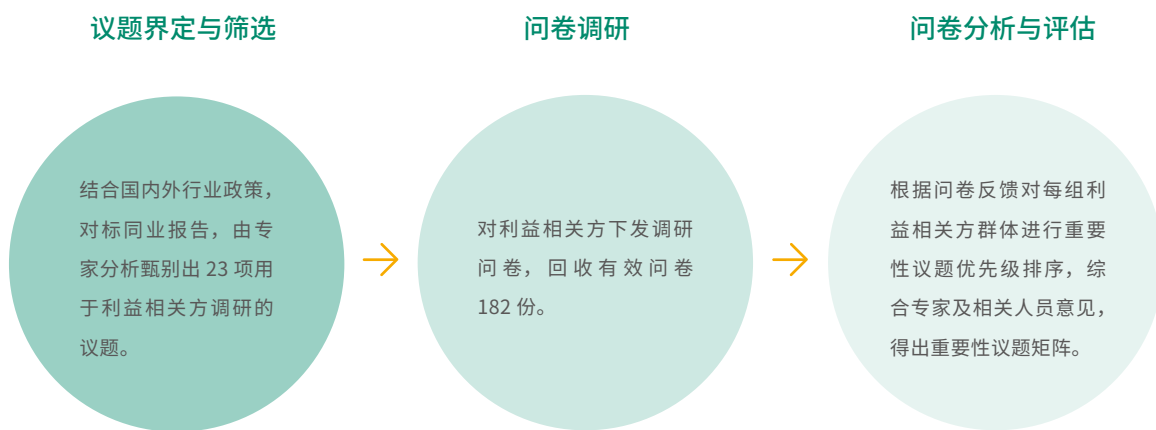 议题界定与筛选
结合国内外行业政策，
对标同业报告，由专
家分析甄别出 23 项用
于利益相关方调研的
议题。
问卷调研
对利益相关方下发调研
问卷，回收有效问卷
182 份。
问卷分析与评估
根据问卷反馈对每组利
益相关方群体进行重要
性议题优先级排序，综
合专家及相关人员意见，
得出重要性议题矩阵。